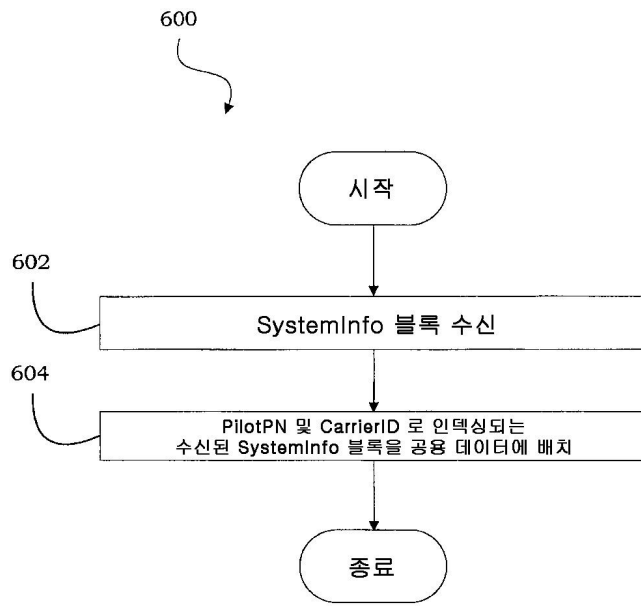 600
시작
602
SystemInfo 블록 수신
604
PilotPN 및 CarrierID 로 인덱싱되는
수신된 SystemInfo 블록을 공용 데이터에 배치
종료